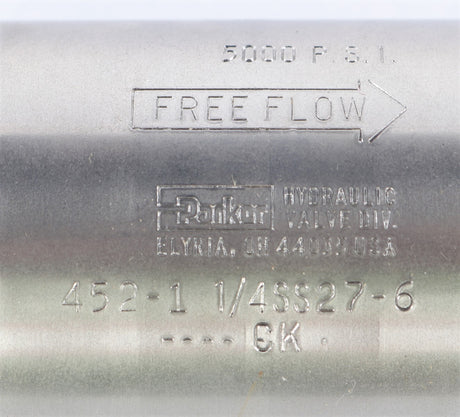 5000 P.S.I.
FREE FLOW
Parker HYDRAULIC
VALVE DIV.
ELYRIA, OH 44035 USA
452-1 1/4SS27-6
---- CK